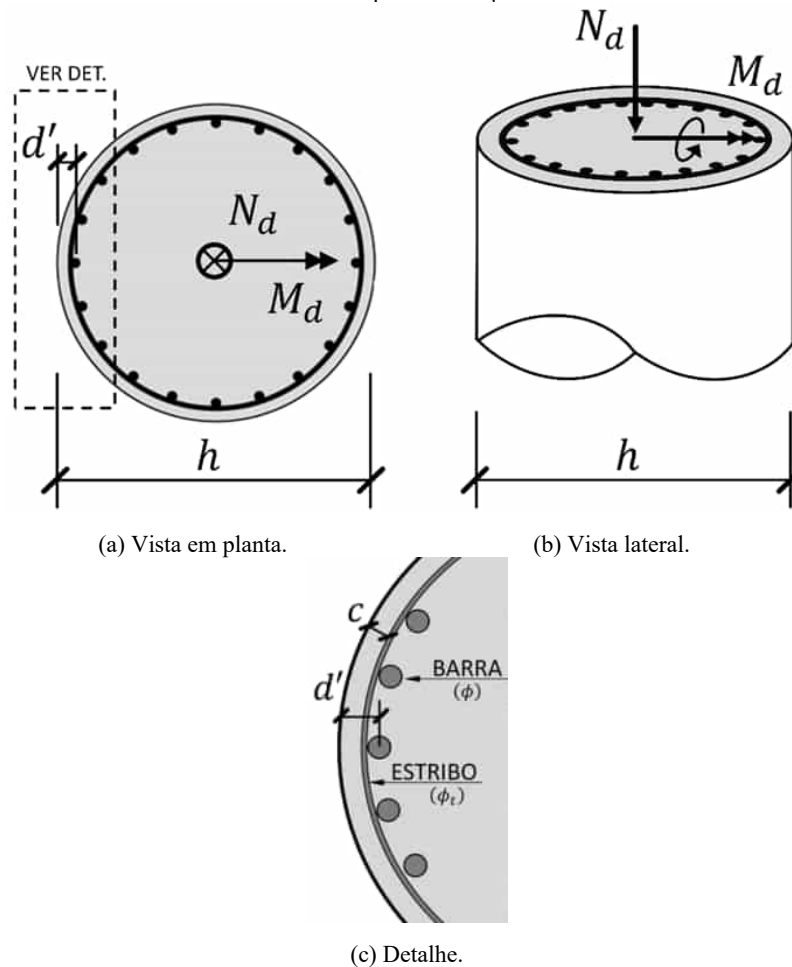 VER DET.
d'
N_d
M_d
h
(a) Vista em planta.
N_d
M_d
h
(b) Vista lateral.
c
d'
BARRA
(ϕ)
ESTRIBO
(ϕ_t)
(c) Detalhe.